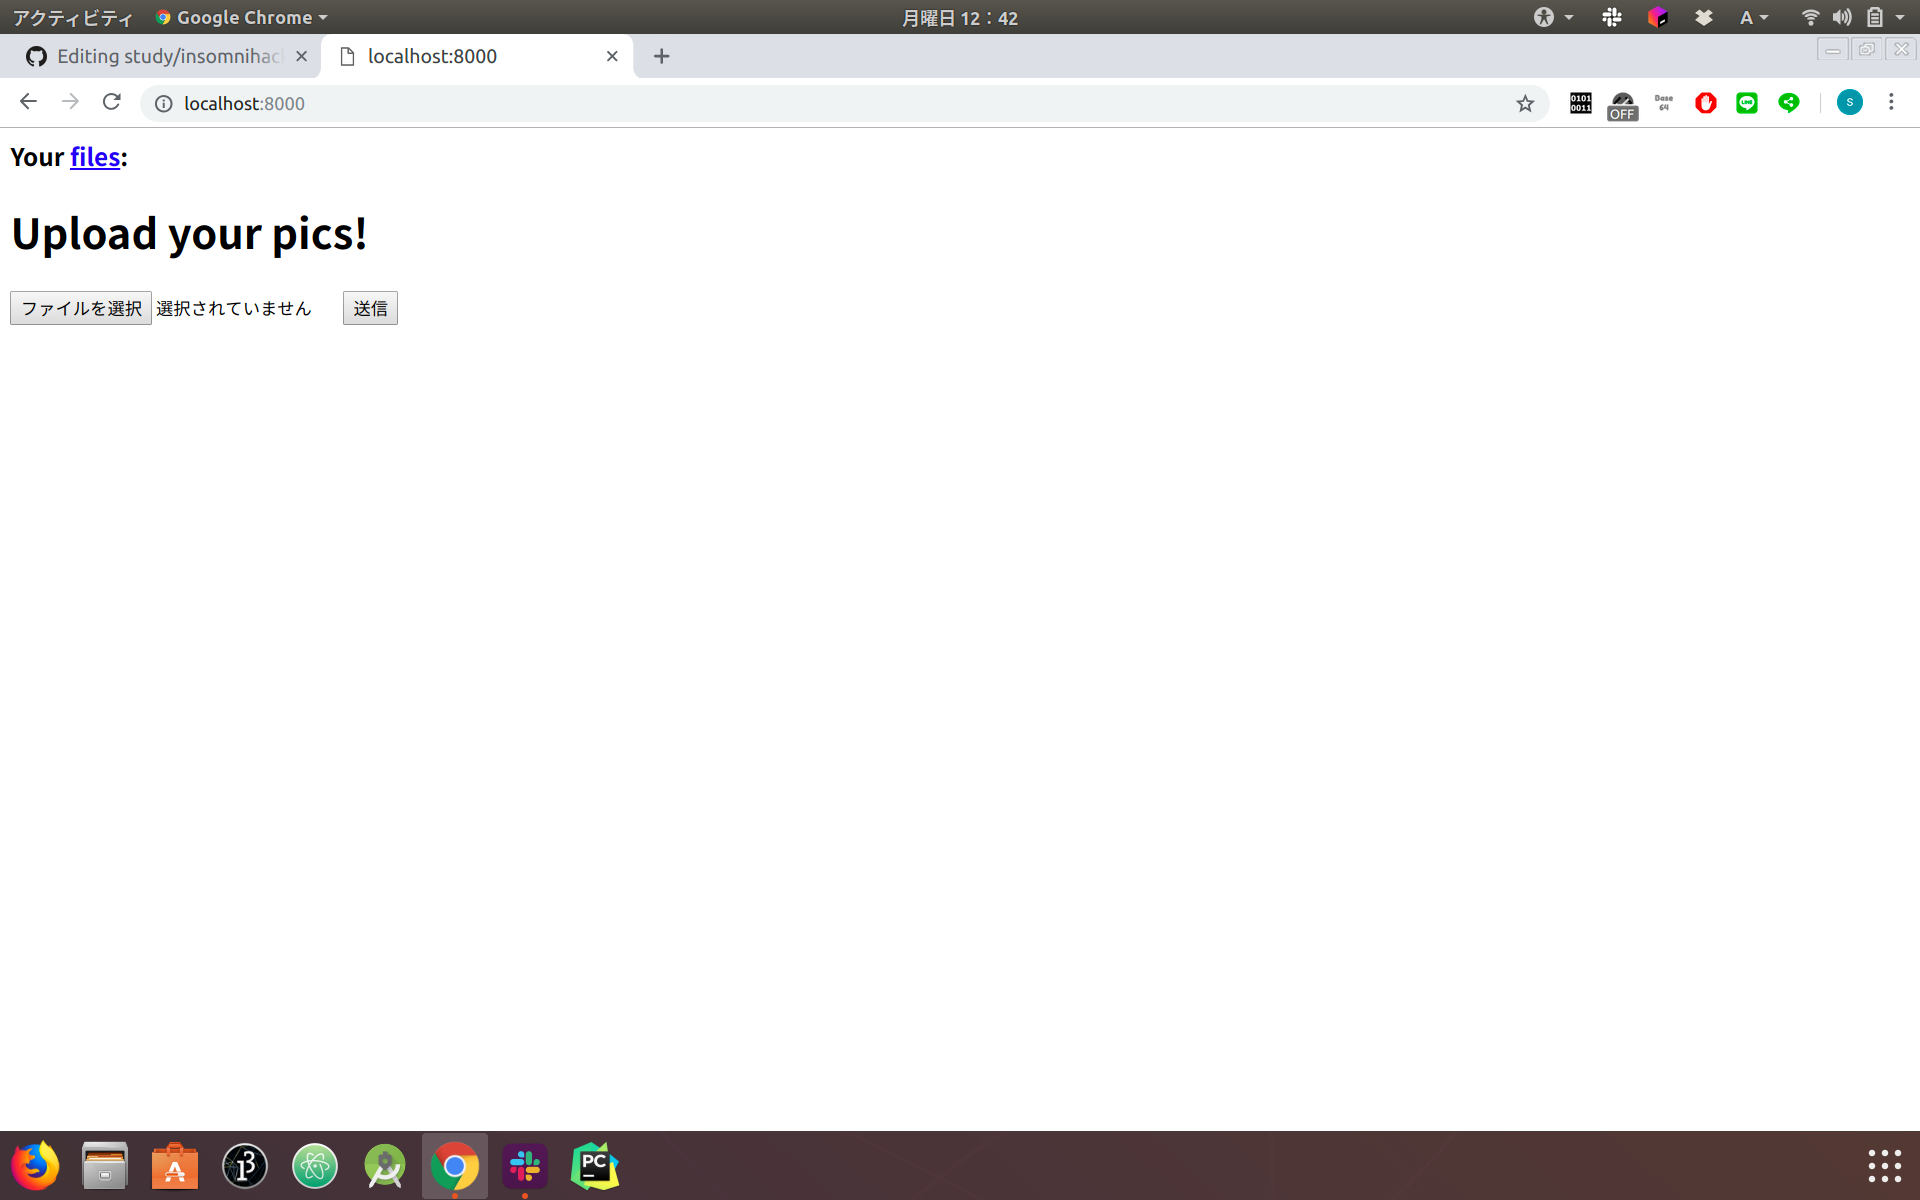 アクティビティ Google Chrome 月曜日 12：42 A
Editing study/insomnihac localhost:8000
localhost:8000 0101 0011 OFF Base 64 S
Your files:
Upload your pics!
ファイルを選択 選択されていません 送信
A β PC